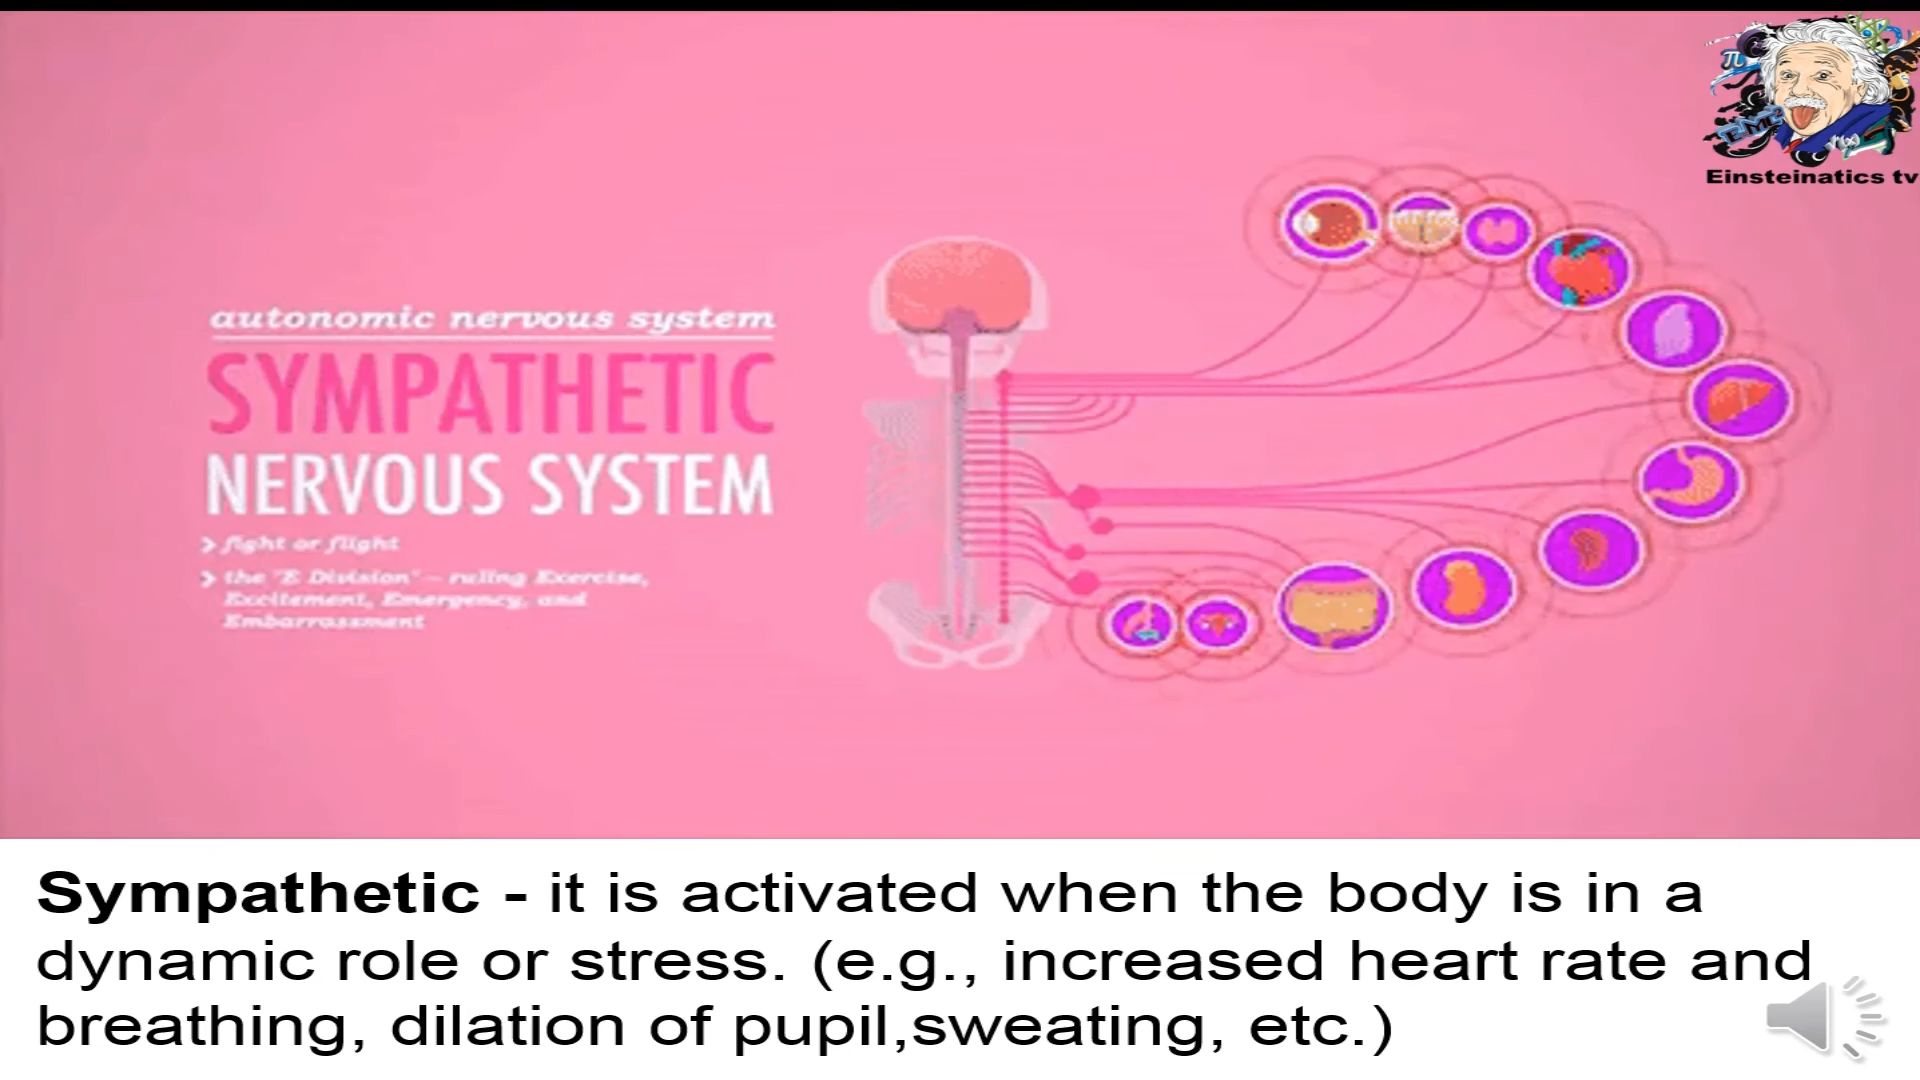 Einsteinatics tv
autonomic nervous system
SYMPATHETIC
NERVOUS SYSTEM
fight or flight
the "E Division" – ruling Exercise,
Excitement, Emergency, and
Embarrassment
Sympathetic - it is activated when the body is in a
dynamic role or stress. (e.g., increased heart rate and
breathing, dilation of pupil,sweating, etc.)